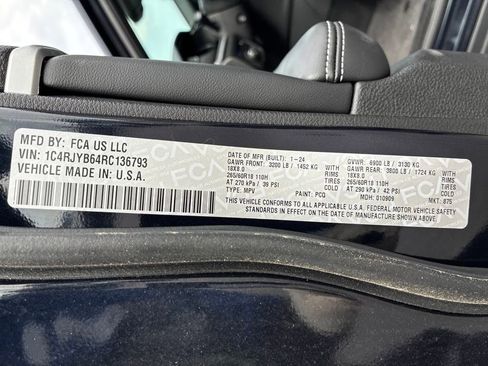 MFD BY: FCA US LLC
VIN: 1C4RJYB64RC136793
VEHICLE MADE IN: U.S.A.
DATE OF MFR (BUILT): 1-24 GVWR: 6900 LB / 3130 KG
GAWR FRONT: 3200 LB / 1452 KG WITH GAWR REAR: 3800 LB / 1724 KG WITH
18X8.0 RIMS 18X8.0 RIMS
265/60R18 110H TIRES 265/60R18 110H TIRES
AT 270 kPa / 39 PSI AT 290 kPa / 42 PSI
TYPE: MPV PAINT: PCQ MDH: 010909 MKT: 875
THIS VEHICLE CONFORMS TO ALL APPLICABLE U.S.A. FEDERAL MOTOR VEHICLE SAFETY
STANDARDS IN EFFECT ON THE DATE OF MANUFACTURE SHOWN ABOVE.